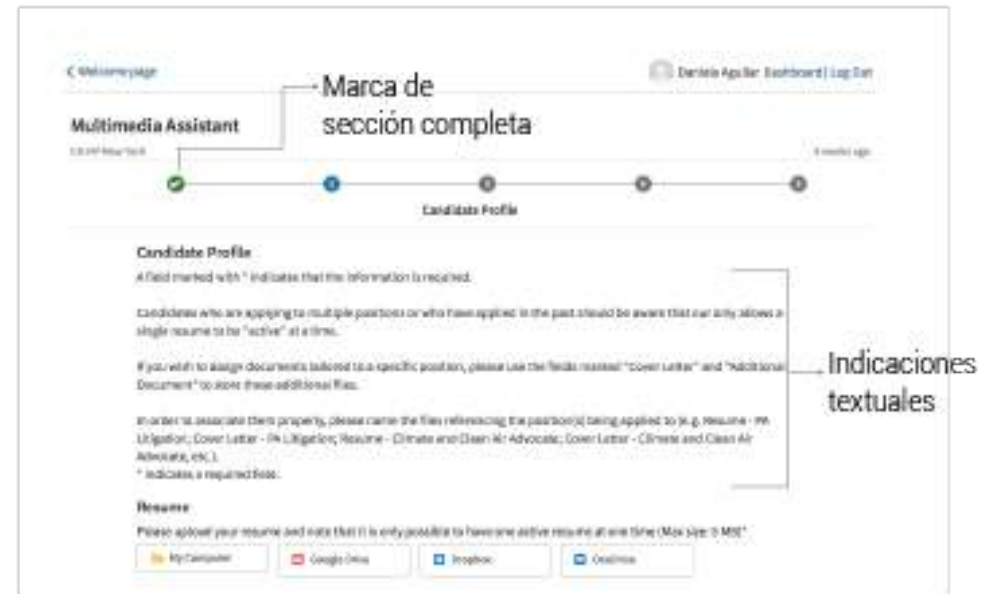 < Welcome page
Daniela Aguilar Dashboard | Log Out
Marca de
sección completa
Multimedia Assistant
3 weeks ago
Candidate Profile
Candidate Profile
A field marked with * indicates that the information is required.
Candidates who are applying to multiple positions or who have applied in the past should be aware that our only allows a
single resume to be "active" at a time.
If you wish to assign documents tailored to a specific position, please use the fields marked "Cover Letter" and "Additional
Document" to store those additional files.
Indicaciones
textuales
In order to associate them properly, please name the files referencing the position(s) being applied to (e.g. Resume - PA
Litigation; Cover Letter - PA Litigation; Resume - Climate and Clean Air Advocate; Cover Letter - Climate and Clean Air
Advocate, etc.).
* Indicates a required field.
Resume
Please upload your resume and note that it is only possible to have one active resume at one time (Max size: MB)*
My Computer
Google Drive
Dropbox
OneDrive